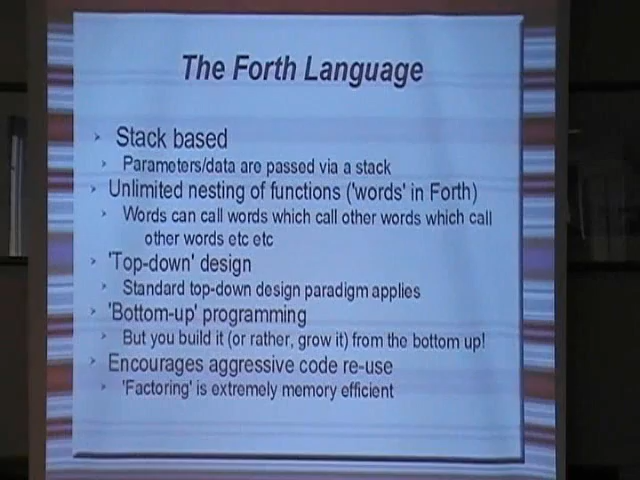 The Forth Language
Stack based
Parameters/data are passed via a stack
Unlimited nesting of functions ('words' in Forth)
Words can call words which call other words which call
other words etc etc
'Top-down' design
Standard top-down design paradigm applies
'Bottom-up' programming
But you build it (or rather, grow it) from the bottom up!
Encourages aggressive code re-use
'Factoring' is extremely memory efficient